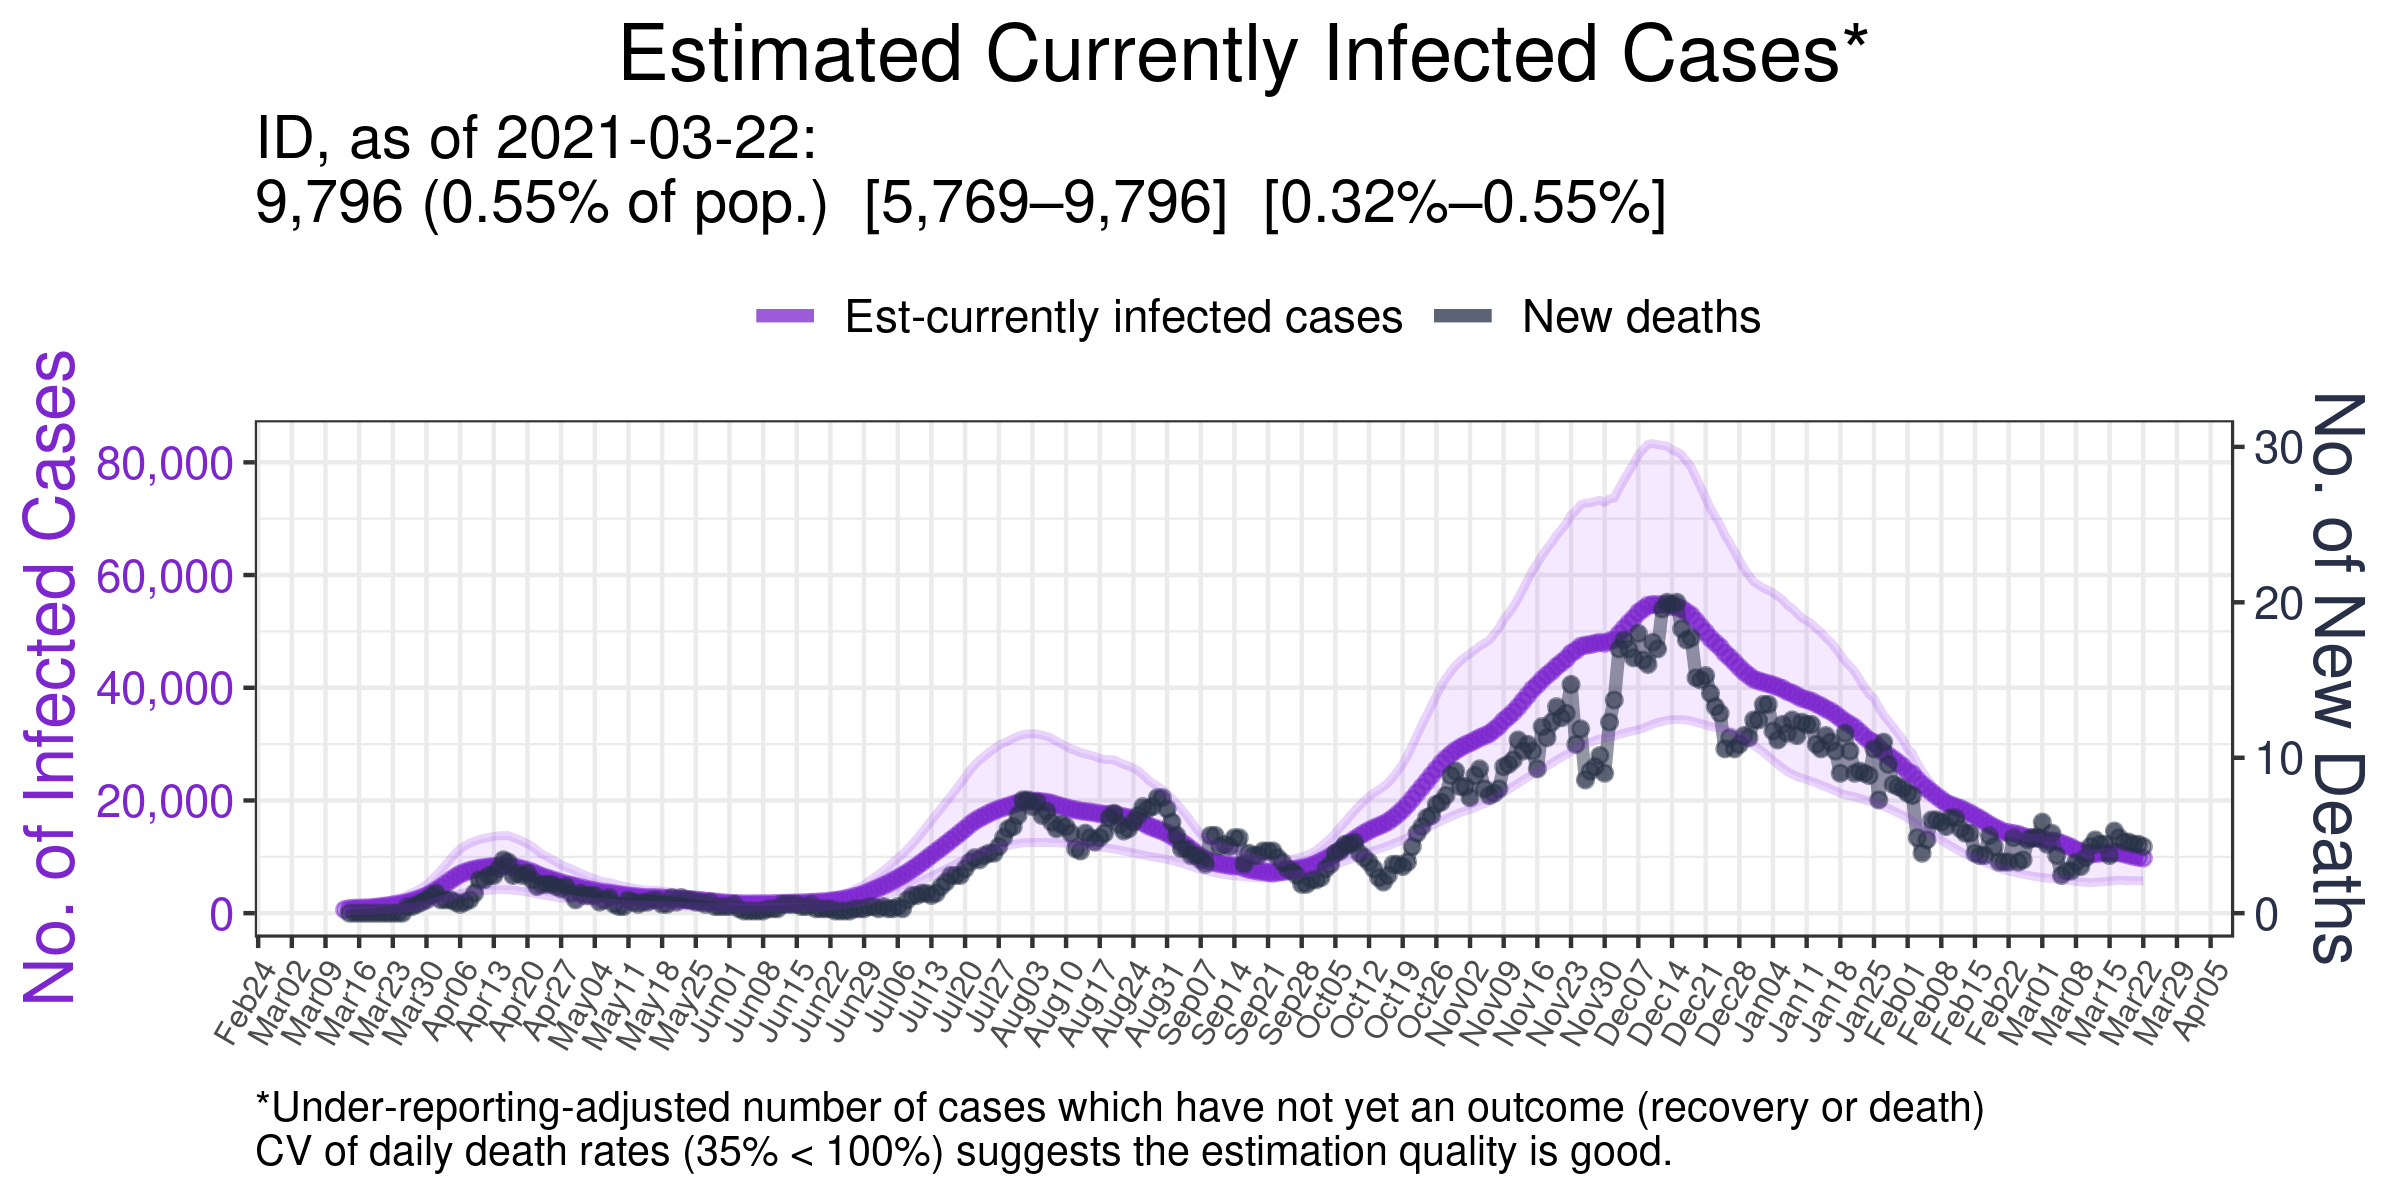 Estimated Currently Infected Cases*
ID, as of 2021-03-22:
9,796 (0.55% of pop.)  [5,769–9,796]  [0.32%–0.55%]
Est-currently infected cases New deaths
No. of Infected Cases
80,000
60,000
40,000
20,000
0
30
20
10
0
No. of New Deaths
Feb24 Mar02 Mar09 Mar16 Mar23 Mar30 Apr06 Apr13 Apr20 Apr27 May04 May11 May18 May25 Jun01 Jun08 Jun15 Jun22 Jun29 Jul06 Jul13 Jul20 Jul27 Aug03 Aug10 Aug17 Aug24 Aug31 Sep07 Sep14 Sep21 Sep28 Oct05 Oct12 Oct19 Oct26 Nov02 Nov09 Nov16 Nov23 Nov30 Dec07 Dec14 Dec21 Dec28 Jan04 Jan11 Jan18 Jan25 Feb01 Feb08 Feb15 Feb22 Mar01 Mar08 Mar15 Mar22 Mar29 Apr05
*Under-reporting-adjusted number of cases which have not yet an outcome (recovery or death)
CV of daily death rates (35% < 100%) suggests the estimation quality is good.